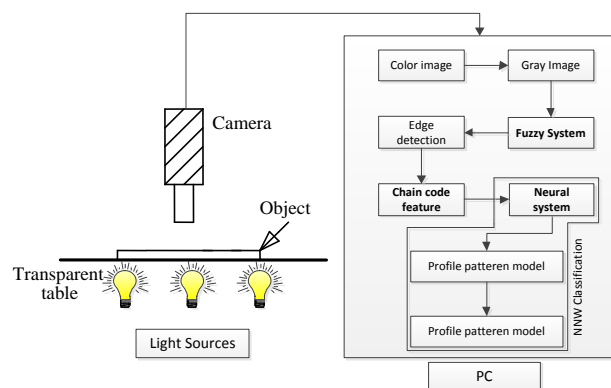 Camera
Object
Transparent
table
Light Sources
Color image
Gray Image
Edge
detection
Fuzzy System
Chain code
feature
Neural
system
Profile patteren model
Profile patteren model
NNW Classification
PC